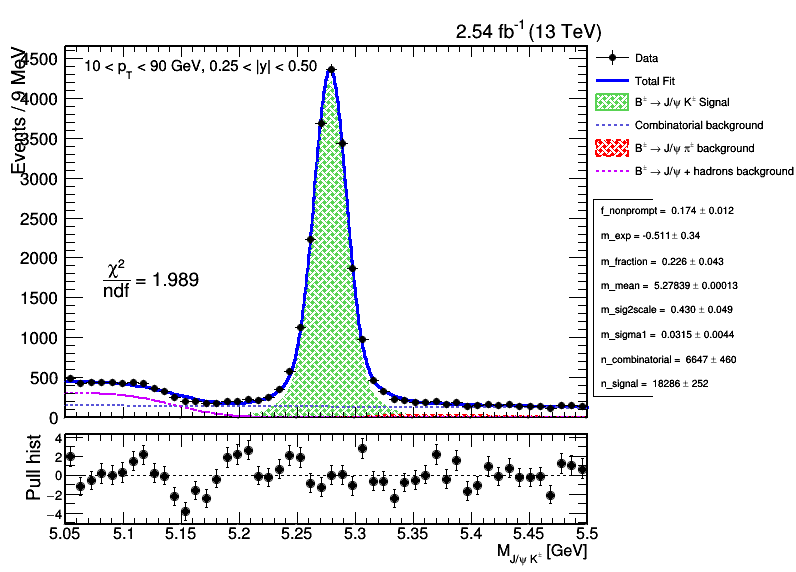 2.54 fb⁻¹ (13 TeV)
Events / 9 MeV
10 < p_T < 90 GeV, 0.25 < |y| < 0.50
4500
4000
3500
3000
2500
2000
1500
1000
500
0
χ²/ndf = 1.989
Data
Total Fit
B± → J/ψ K± Signal
Combinatorial background
B± → J/ψ π± background
B± → J/ψ + hadrons background
f_nonprompt = 0.174 ± 0.012
m_exp = -0.511 ± 0.34
m_fraction = 0.226 ± 0.043
m_mean = 5.27839 ± 0.00013
m_sig2scale = 0.430 ± 0.049
m_sigma1 = 0.0315 ± 0.0044
n_combinatorial = 6647 ± 460
n_signal = 18286 ± 252
Pull hist
4
2
0
−2
−4
5.05 5.1 5.15 5.2 5.25 5.3 5.35 5.4 5.45 5.5
M_J/ψ K± [GeV]